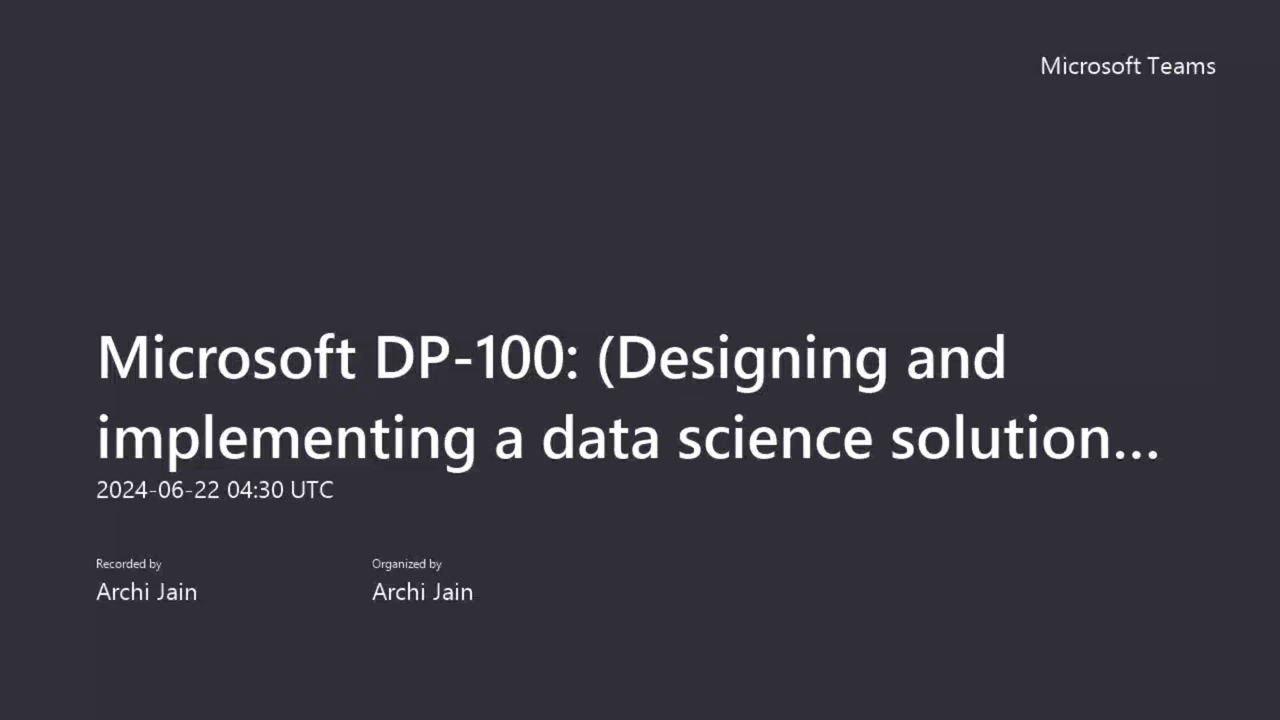 Microsoft Teams
Microsoft DP-100: (Designing and
implementing a data science solution...
2024-06-22 04:30 UTC
Recorded by
Organized by
Archi Jain
Archi Jain